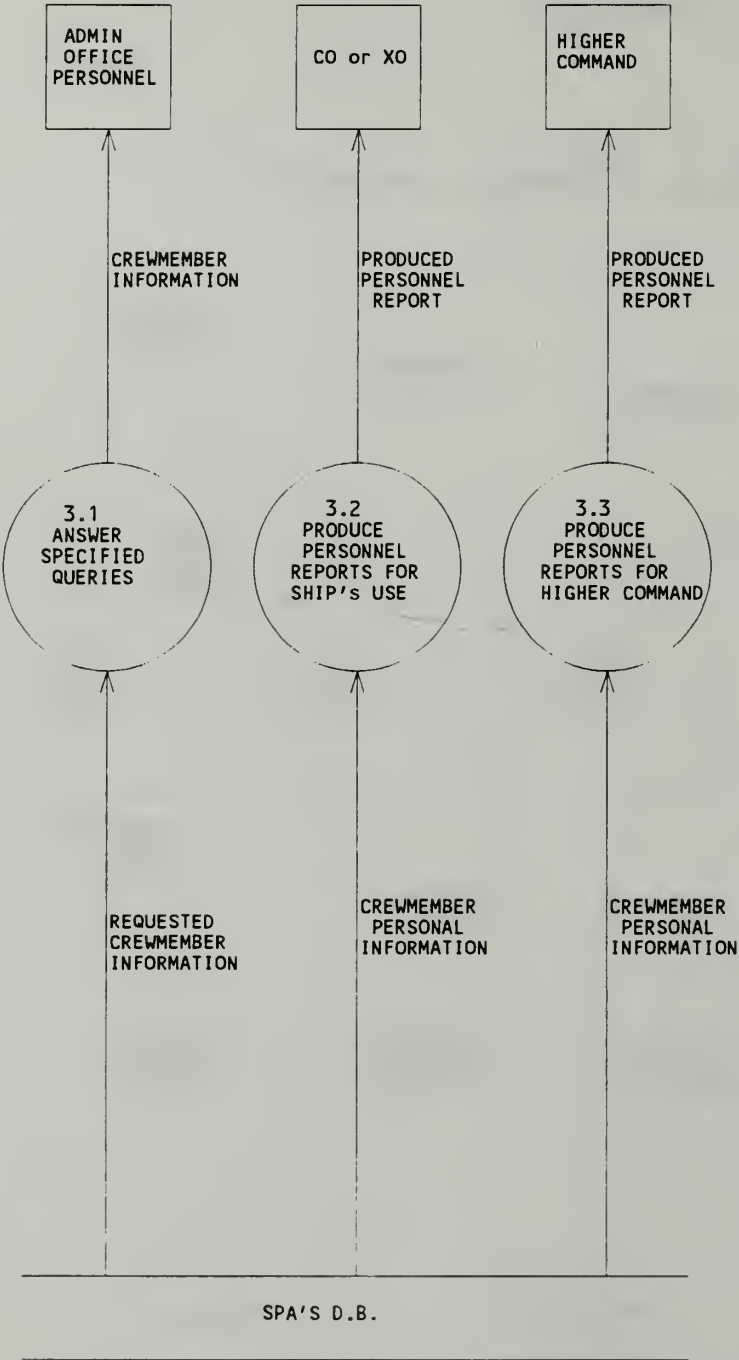 ADMIN
OFFICE
PERSONNEL
CO or XO
HIGHER
COMMAND
CREWMEMBER
INFORMATION
PRODUCED
PERSONNEL
REPORT
PRODUCED
PERSONNEL
REPORT
3.1
ANSWER
SPECIFIED
QUERIES
3.2
PRODUCE
PERSONNEL
REPORTS FOR
SHIP's USE
3.3
PRODUCE
PERSONNEL
REPORTS FOR
HIGHER COMMAND
REQUESTED
CREWMEMBER
INFORMATION
CREWMEMBER
PERSONAL
INFORMATION
CREWMEMBER
PERSONAL
INFORMATION
SPA'S D.B.